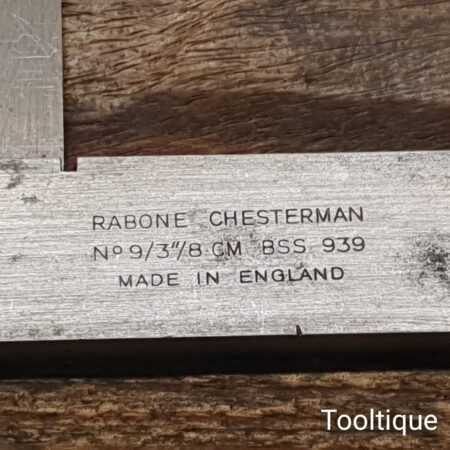 RABONE CHESTERMAN
Nº 9/3"/8 CM BSS 939
MADE IN ENGLAND
Tooltique